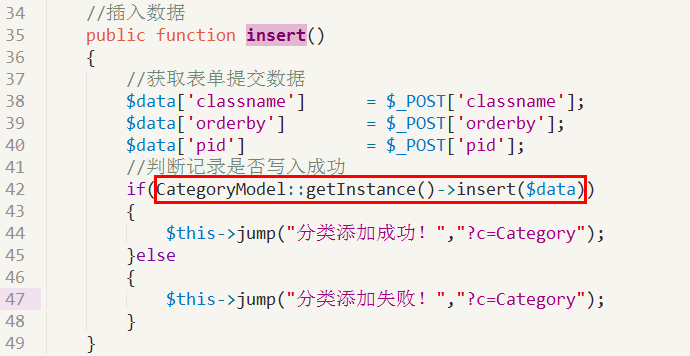 34 //插入数据
35 public function insert()
36 {
37 //获取表单提交数据
38 $data['classname'] = $_POST['classname'];
39 $data['orderby'] = $_POST['orderby'];
40 $data['pid'] = $_POST['pid'];
41 //判断记录是否写入成功
42 if(CategoryModel::getInstance()->insert($data))
43 {
44 $this->jump("分类添加成功！","?c=Category");
45 }else
46 {
47 $this->jump("分类添加失败！","?c=Category");
48 }
49 }